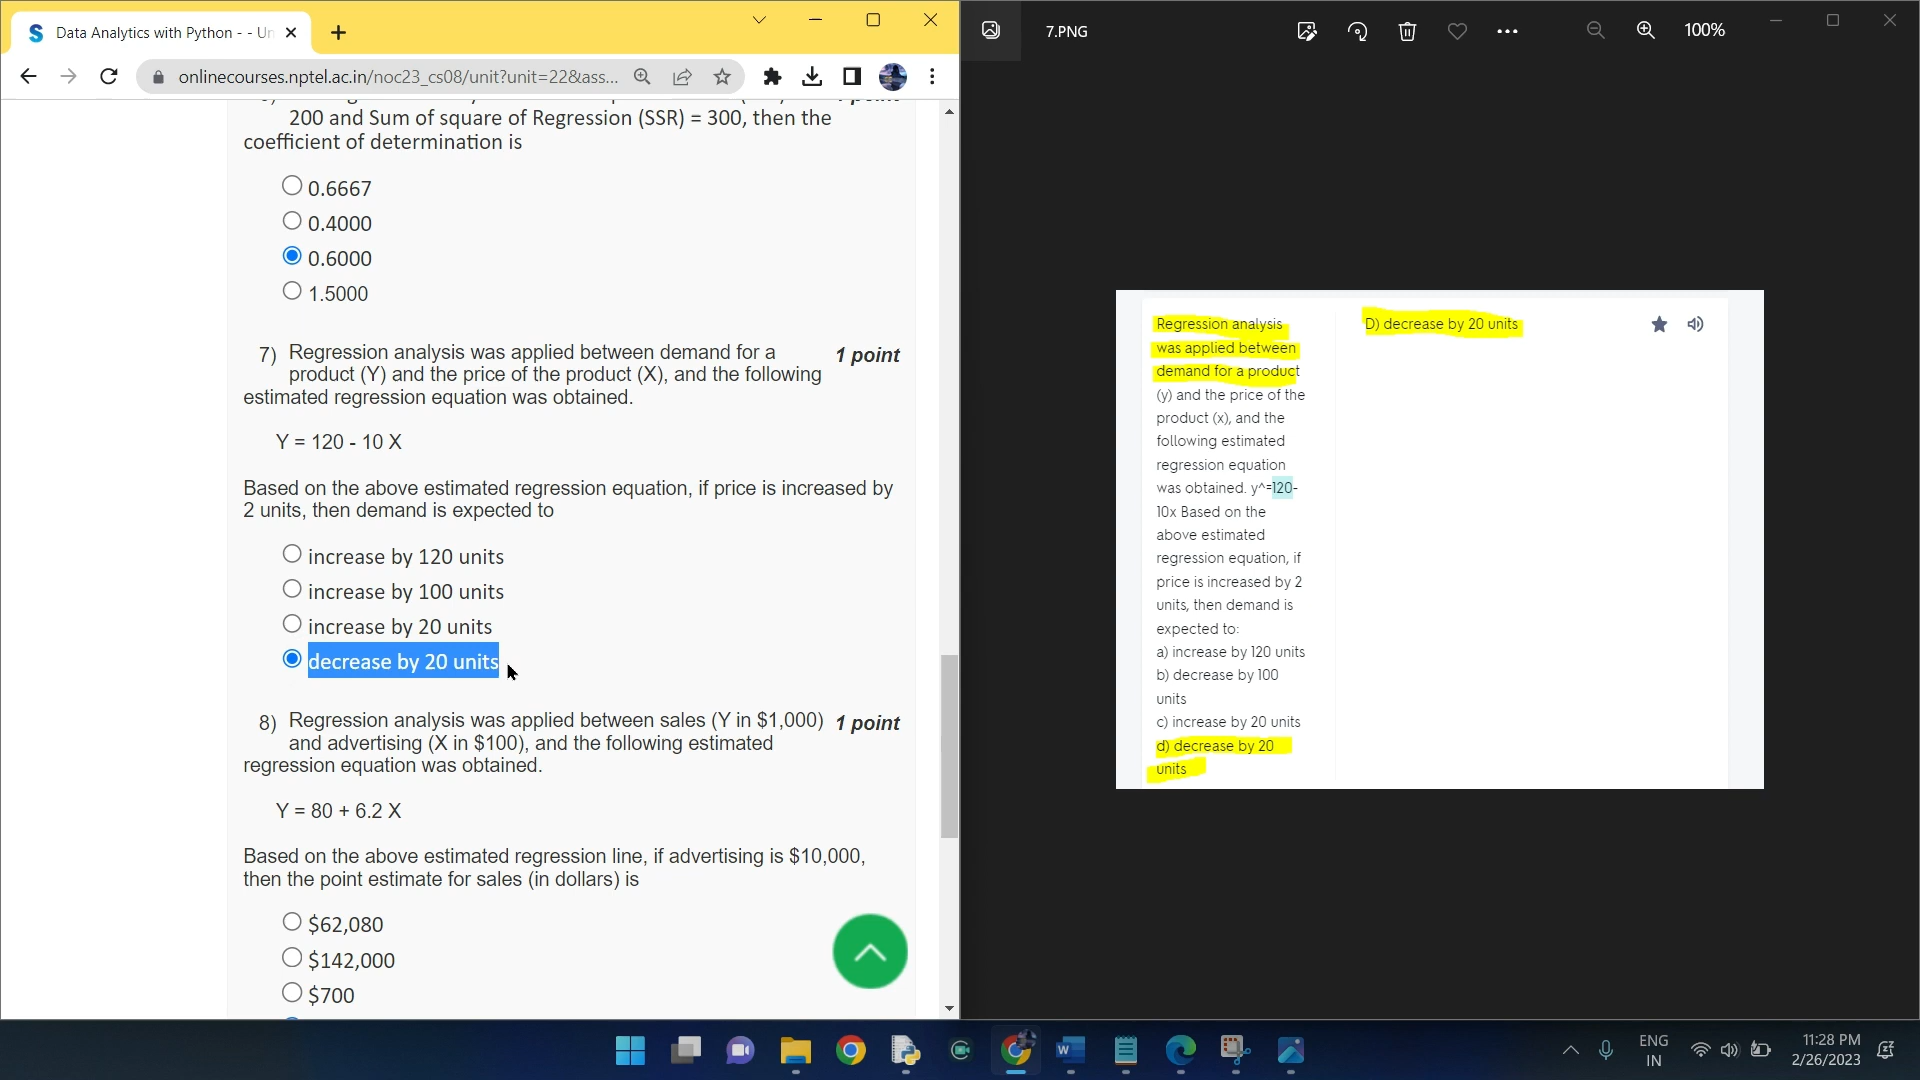 Data Analytics with Python - - Un
onlinecourses.nptel.ac.in/noc23_cs08/unit?unit=22&ass...
200 and Sum of square of Regression (SSR) = 300, then the
coefficient of determination is
0.6667
0.4000
0.6000
1.5000
7) Regression analysis was applied between demand for a 1 point
product (Y) and the price of the product (X), and the following
estimated regression equation was obtained.
Y = 120 - 10 X
Based on the above estimated regression equation, if price is increased by
2 units, then demand is expected to
increase by 120 units
increase by 100 units
increase by 20 units
decrease by 20 units
8) Regression analysis was applied between sales (Y in $1,000) 1 point
and advertising (X in $100), and the following estimated
regression equation was obtained.
Y = 80 + 6.2 X
Based on the above estimated regression line, if advertising is $10,000,
then the point estimate for sales (in dollars) is
$62,080
$142,000
$700
7.PNG
100%
Regression analysis
was applied between
demand for a product
(y) and the price of the
product (x), and the
following estimated
regression equation
was obtained. y^=120-
10x Based on the
above estimated
regression equation, if
price is increased by 2
units, then demand is
expected to:
a) increase by 120 units
b) decrease by 100
units
c) increase by 20 units
d) decrease by 20
units
D) decrease by 20 units
ENG
IN
11:28 PM
2/26/2023